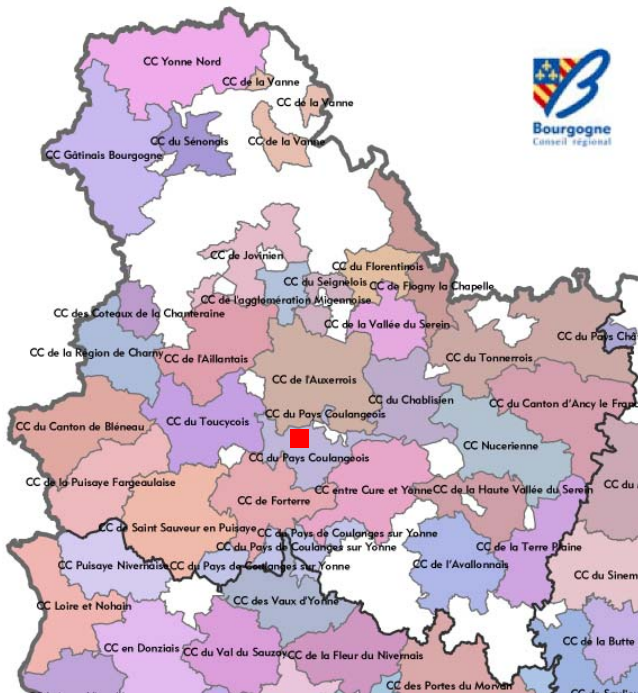 CC Yonne Nord
CC de la Vanne
CC de la Vanne
Bourgogne
Conseil régional
CC du Sénonais
CC de la Vanne
CC Gâtinais Bourgogne
CC de Jovinien
CC du Florentinois
CC du Seignelois
CC de Flogny la Chapelle
CC de l'agglomération Migennoise
CC des Coteaux de la Chanteraine
CC de la Vallée du Serein
CC du Pays Châ
CC de la Région de Charny
CC de l'Aillantais
CC du Tonnerrois
CC de l'Auxerrois
CC du Chablisien
CC du Canton d'Ancy le Fran
CC du Pays Coulangeois
CC du Toucycois
CC du Canton de Bléneau
CC Nucerienne
CC du Pays Coulangeois
CC de la Puisaye Fargeaulaise
CC entre Cure et Yonne
CC de la Haute Vallée du Serein
CC de Forterre
CC de Saint Sauveur en Puisaye
CC du Pays de Coulanges sur Yonne
CC du Pays de Coulanges sur Yonne
CC de la Terre Plaine
CC Puisaye Nivernaise
CC du Pays de Coulanges sur Yonne
CC de l'Avallonnais
CC du Sinem
CC Loire et Nohain
CC des Vaux d'Yonne
CC de la Butte
CC en Donziais
CC du Val du Sauzay
CC de la Fleur du Nivernais
CC des Portes du Morvan